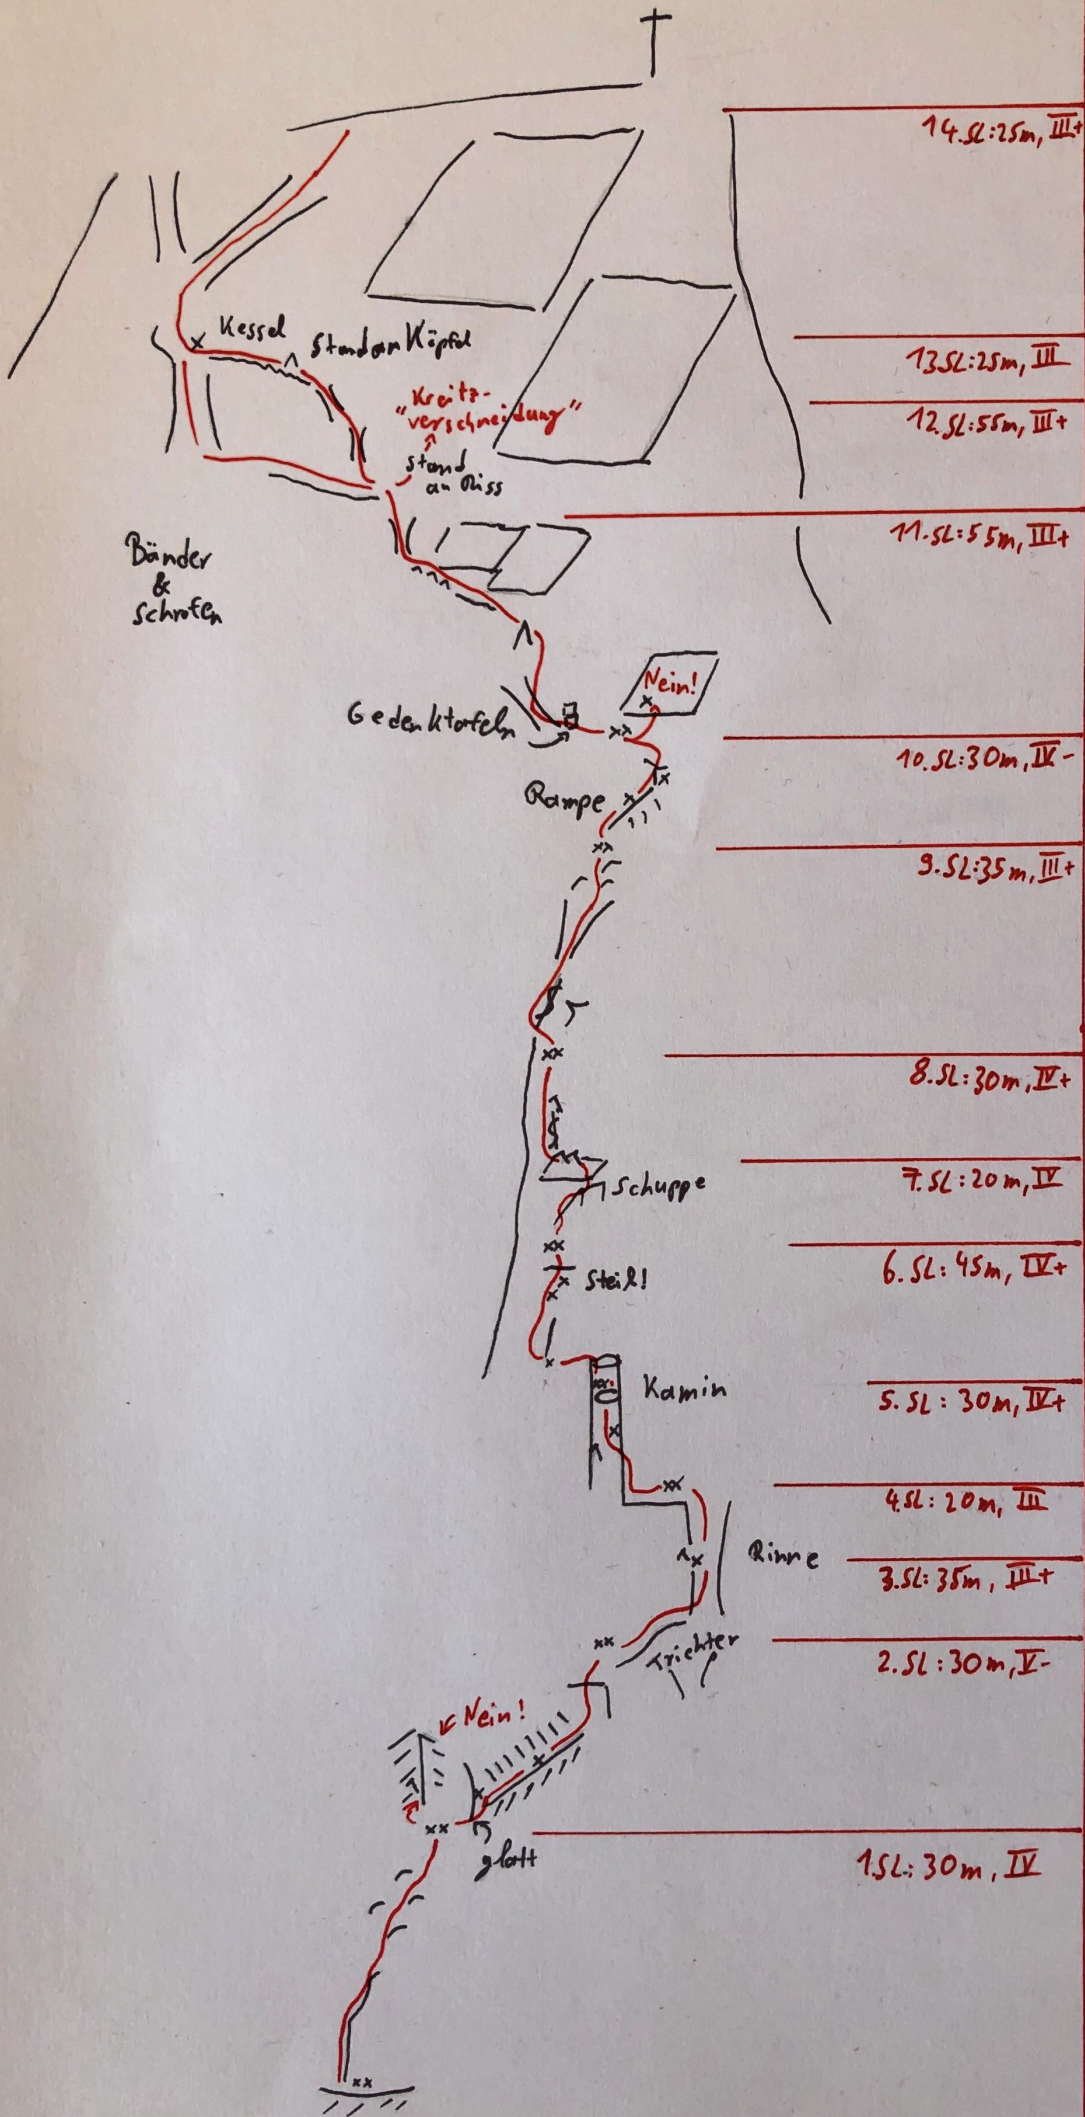 14.SL:25m, III+
Kessel
Stand am Köpfel
13.SL:25m, III
"Kreitz-
verschneidung"
12.SL:55m, III+
Stand
an Riss
11.SL:55m, III+
Bänder
&
Schrofen
Nein!
Gedenktafeln
10.SL:30m, IV-
Rampe
9.SL:35m, III+
8.SL:30m, IV+
Schuppe
7.SL:20m, IV
6.SL:45m, IV+
Steil!
Kamin
5.SL: 30m, IV+
4.SL: 20m, III
Rinne
3.SL:35m, III+
Trichter
2.SL:30m, V-
Nein!
glatt
1.SL: 30m, IV